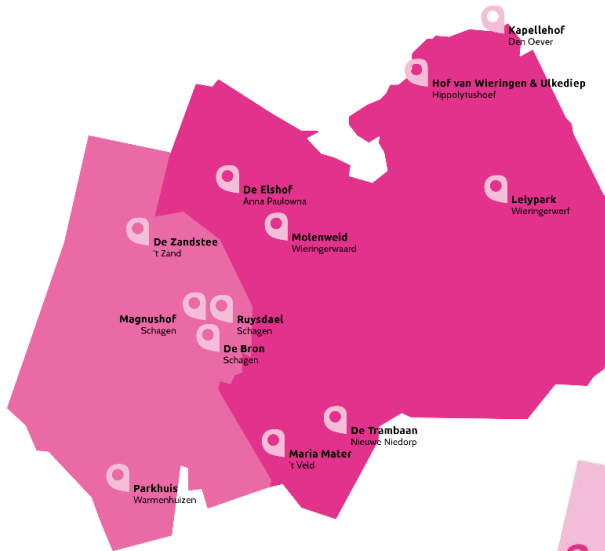 Kapellehof
Den Oever
Hof van Wieringen & Ulkediep
Hippolytushoef
De Elshof
Anna Paulowna
Lelypark
Wieringerwerf
De Zandstee
't Zand
Molenweid
Wieringerwaard
Magnushof
Schagen
Ruysdael
Schagen
De Bron
Schagen
De Trambaan
Nieuwe Niedorp
Maria Mater
't Veld
Parkhuis
Warmenhuizen